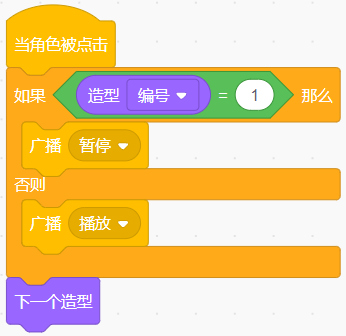 当角色被点击
如果 造型 编号 = 1 那么
广播 暂停
否则
广播 播放
下一个造型